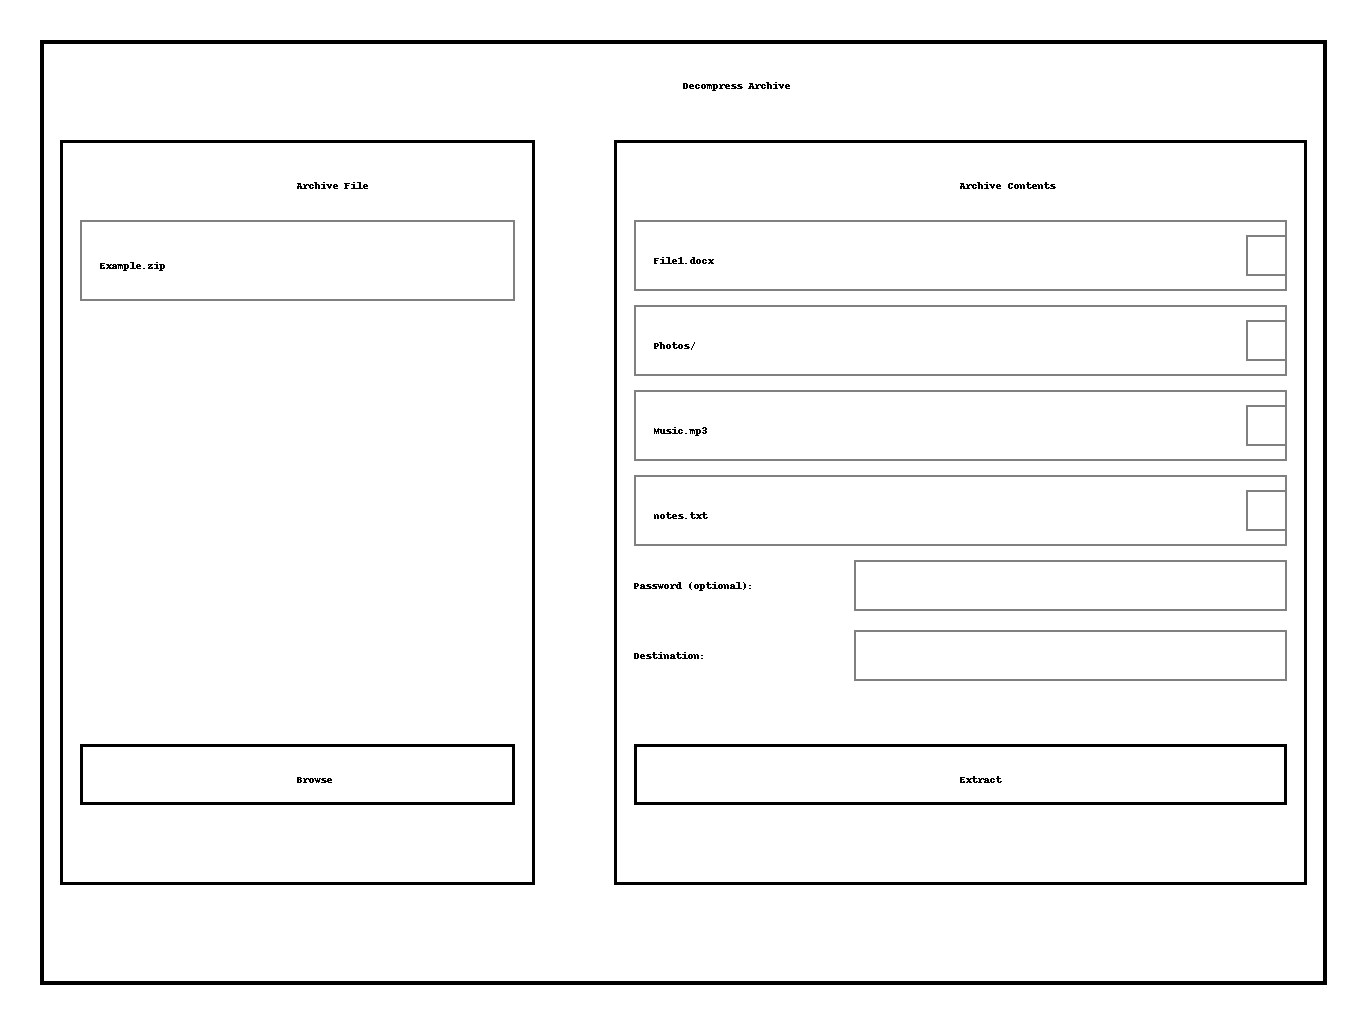 Decompress Archive
Archive File
Example.zip
Browse
Archive Contents
File1.docx
Photos/
Music.mp3
notes.txt
Password (optional):
Destination:
Extract